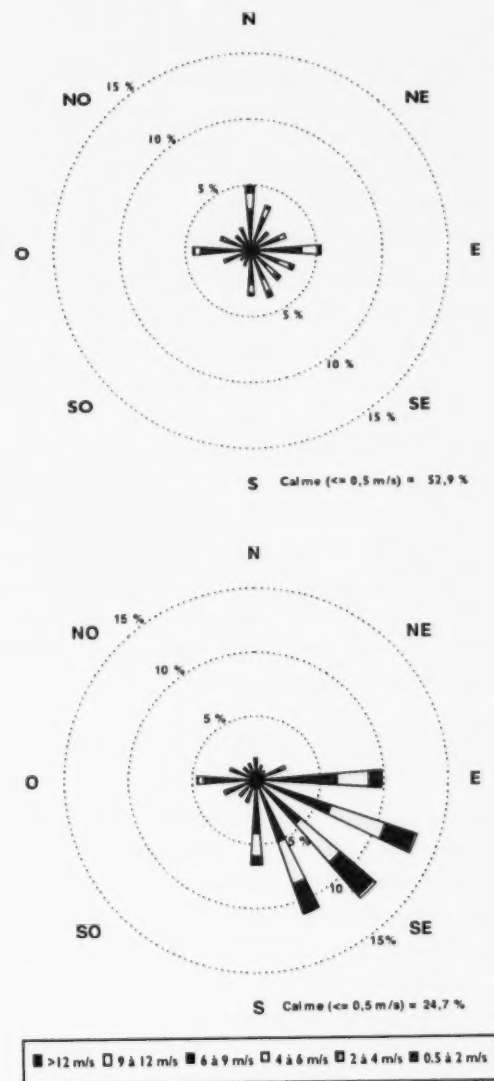 N
15 %
NO
NE
10 %
5 %
O
E
5 %
10 %
SO
15 %
SE
S Calme (<= 0,5 m/s) = 52,9 %
N
15 %
NO
NE
10 %
5 %
O
E
5%
10
SO
SE
15%
S Calme (<= 0,5 m/s) = 24,7 %
>12 m/s 9 à 12 m/s 6 à 9 m/s 4 à 6 m/s 2 à 4 m/s 0.5 à 2 m/s